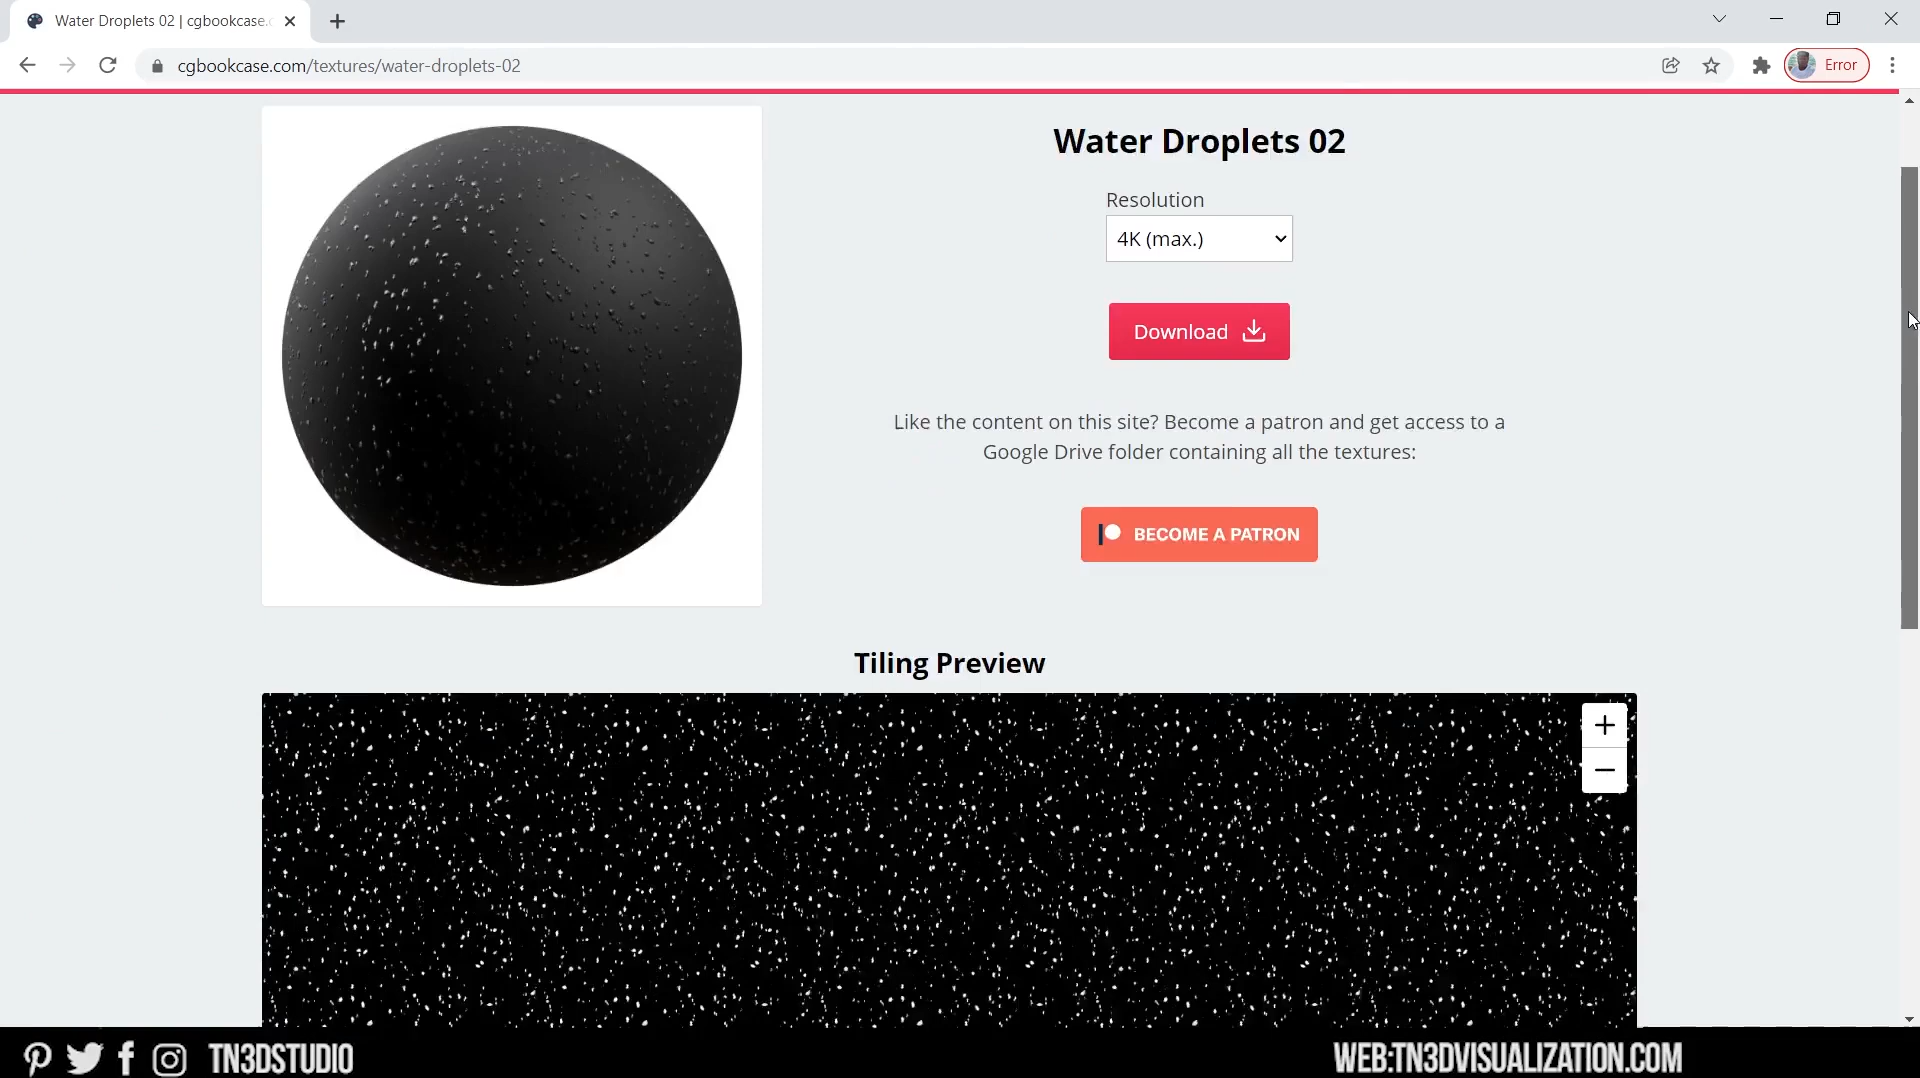 Water Droplets 02 | cgbookcase.c
cgbookcase.com/textures/water-droplets-02
Error
Water Droplets 02
Resolution
4K (max.)
Download
Like the content on this site? Become a patron and get access to a
Google Drive folder containing all the textures:
BECOME A PATRON
Tiling Preview
TN3DSTUDIO
WEB:TN3DVISUALIZATION.COM